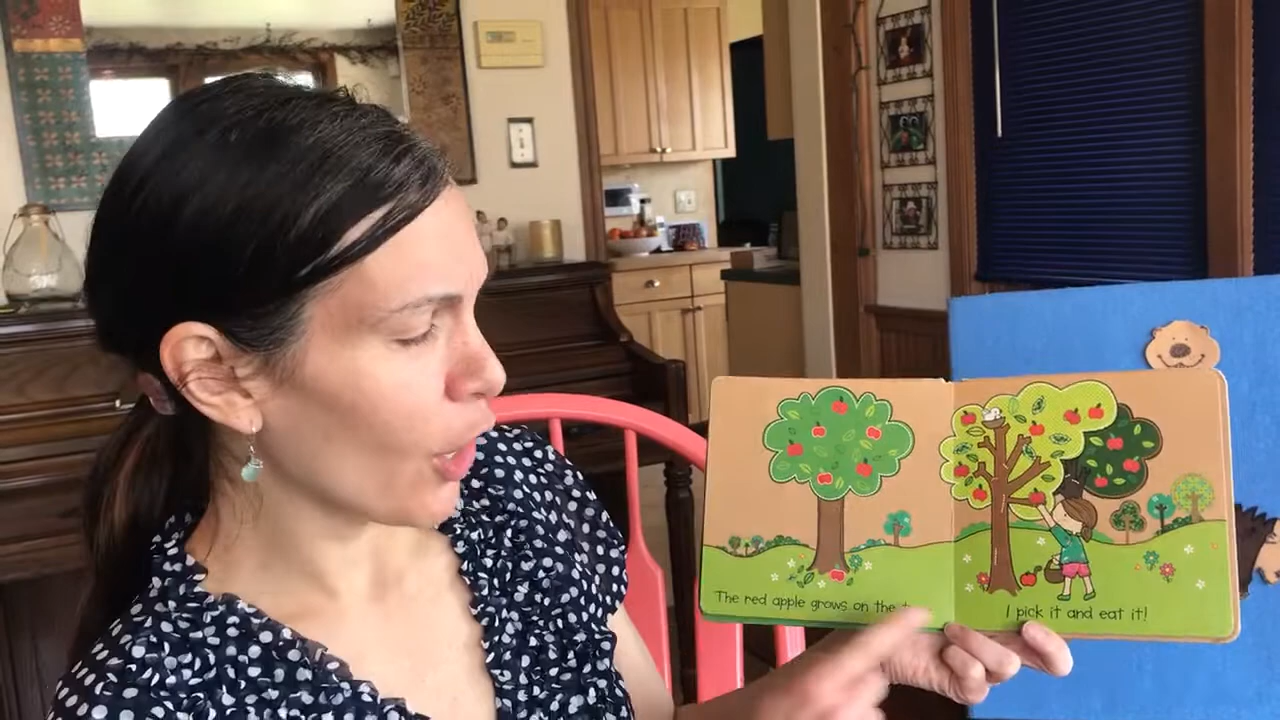 The red apple grows on the
I pick it and eat it!